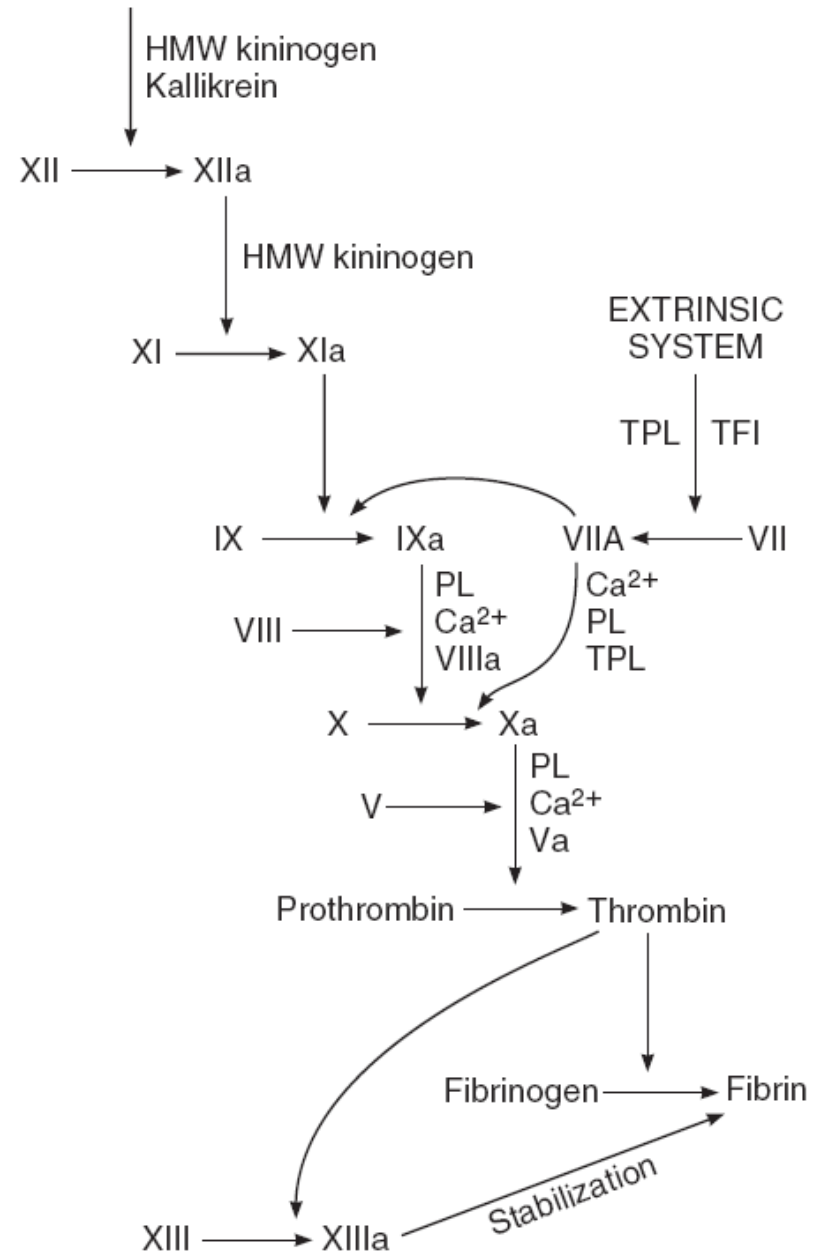 HMW kininogen
Kallikrein
XII
XIIa
HMW kininogen
EXTRINSIC
SYSTEM
XI
XIa
TPL
TFI
IX
IXa
VIIA
VII
PL
Ca2+
VIIIa
VIII
Ca2+
PL
TPL
X
Xa
PL
Ca2+
Va
V
Prothrombin
Thrombin
Fibrinogen
Fibrin
Stabilization
XIII
XIIIa